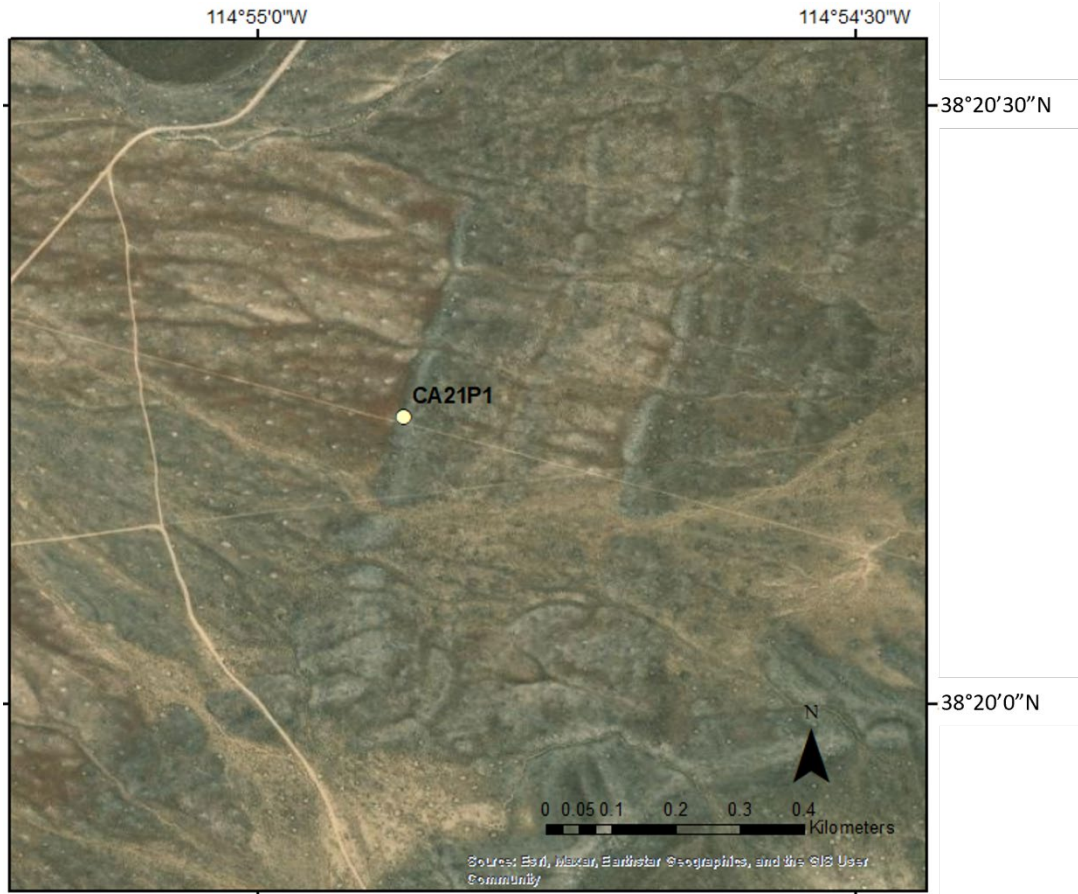 114°55'0"W 114°54'30"W
38°20'30”N
CA21P1
38°20'0”N
N
0 0.05 0.1 0.2 0.3 0.4
Kilometers
Source: Esri, Maxar, Earthstar Geographics, and the GIS User
Community